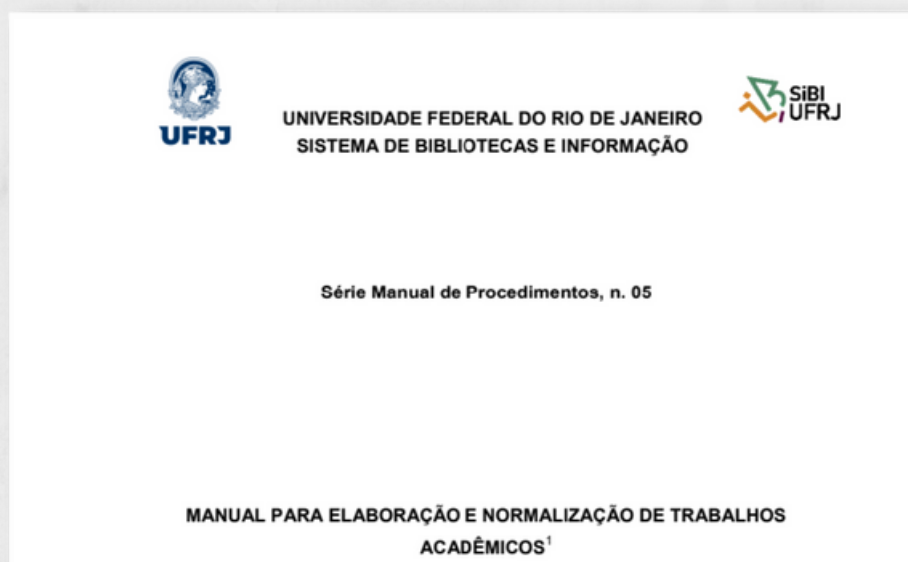 UFRJ
SiBI
UFRJ
UNIVERSIDADE FEDERAL DO RIO DE JANEIRO
SISTEMA DE BIBLIOTECAS E INFORMAÇÃO
Série Manual de Procedimentos, n. 05
MANUAL PARA ELABORAÇÃO E NORMALIZAÇÃO DE TRABALHOS
ACADÊMICOS¹